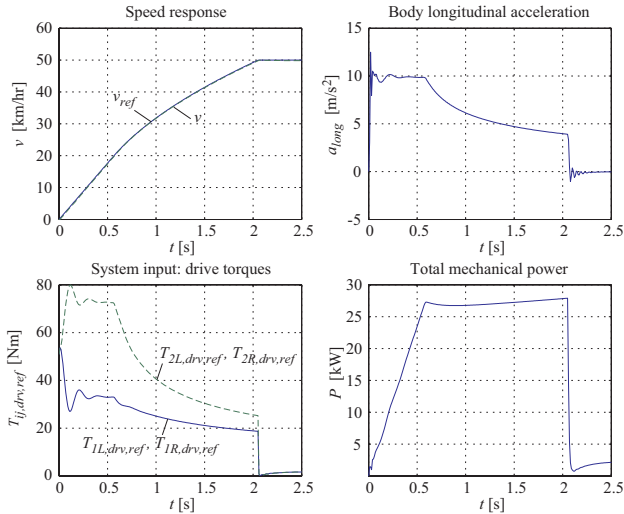 Speed response
v [km/hr]
60
50
40
30
20
10
0
v_ref
v
0 0.5 1 1.5 2 2.5
t [s]
Body longitudinal acceleration
a_long [m/s²]
15
10
5
0
-5
0 0.5 1 1.5 2 2.5
t [s]
System input: drive torques
T_ij,drv,ref [Nm]
80
60
40
20
0
T_2L,drv,ref, T_2R,drv,ref
T_1L,drv,ref, T_1R,drv,ref
0 0.5 1 1.5 2 2.5
t [s]
Total mechanical power
P [kW]
30
25
20
15
10
5
0 0.5 1 1.5 2 2.5
t [s]